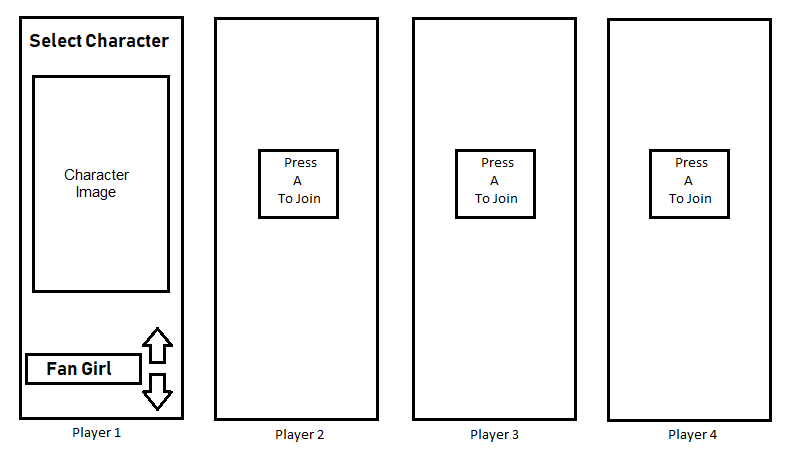 Select Character
Character
Image
Fan Girl
Player 1
Press
A
To Join
Player 2
Press
A
To Join
Player 3
Press
A
To Join
Player 4